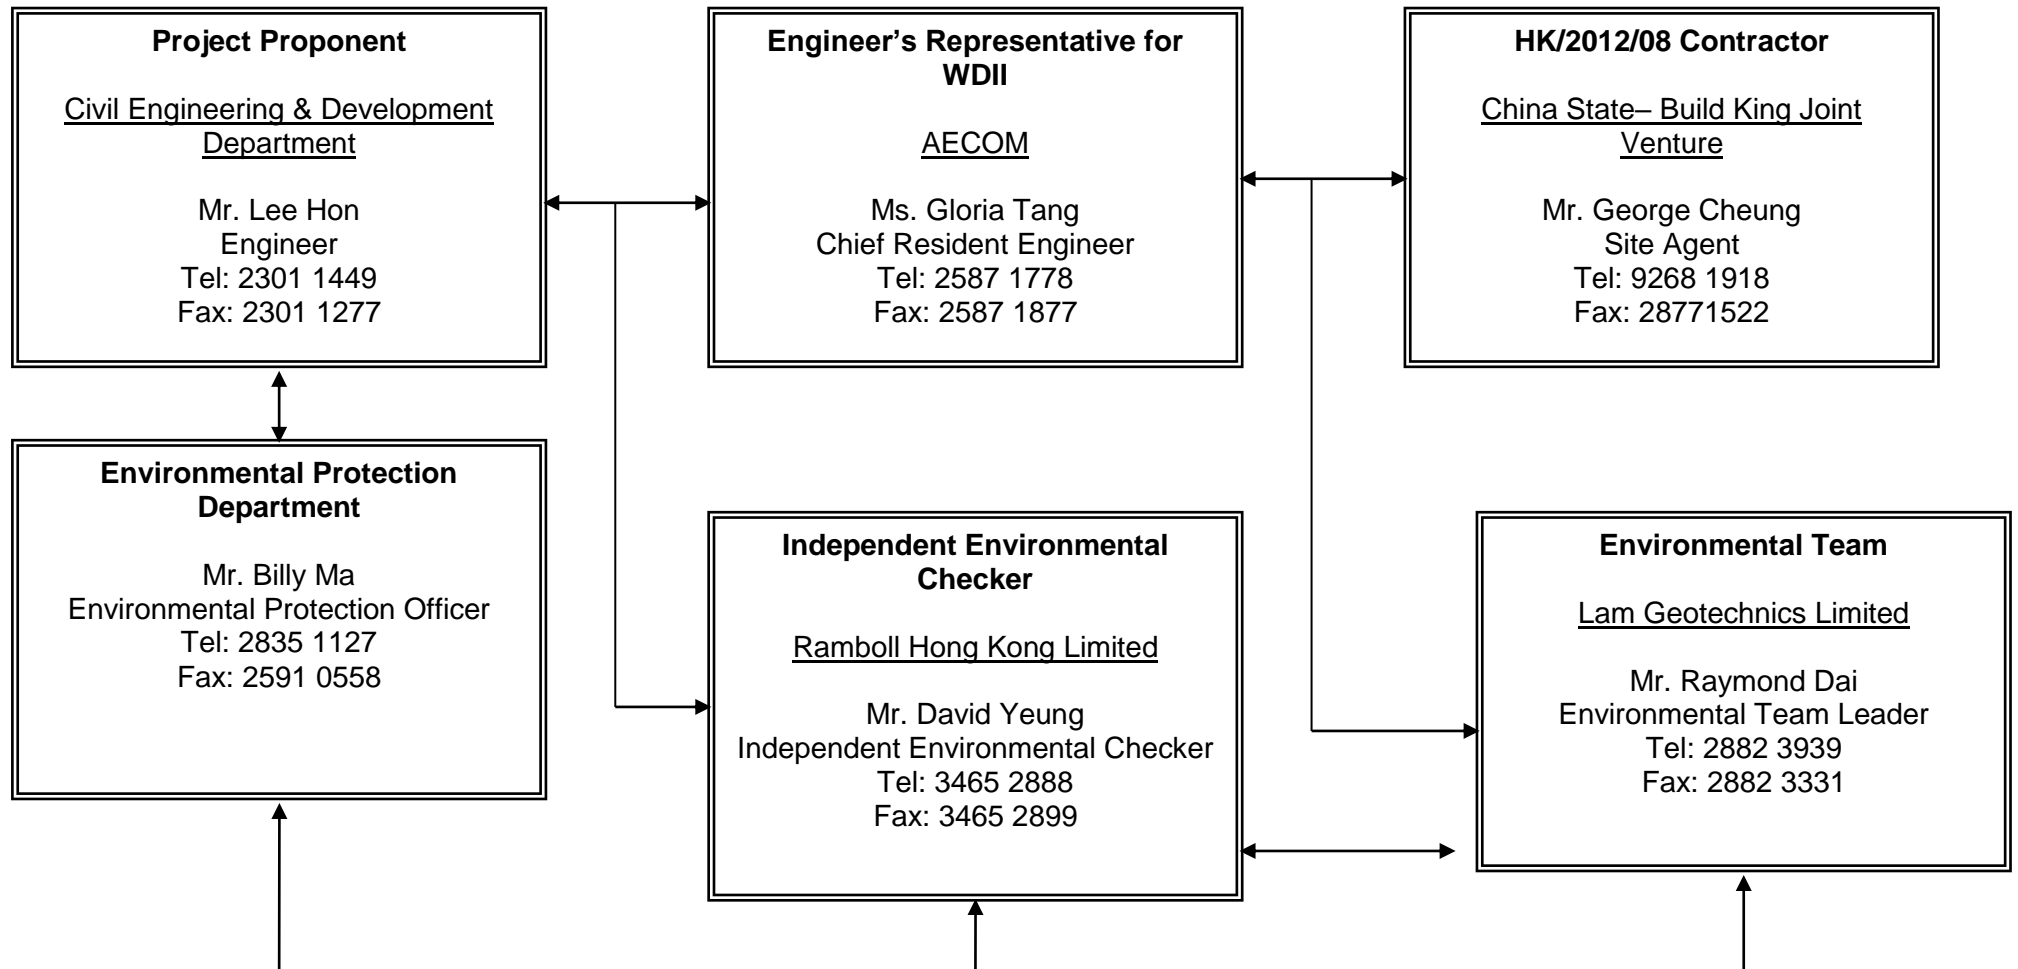 Project Proponent
Civil Engineering & Development
Department
Mr. Lee Hon
Engineer
Tel: 2301 1449
Fax: 2301 1277
Engineer's Representative for
WDII
AECOM
Ms. Gloria Tang
Chief Resident Engineer
Tel: 2587 1778
Fax: 2587 1877
HK/2012/08 Contractor
China State– Build King Joint
Venture
Mr. George Cheung
Site Agent
Tel: 9268 1918
Fax: 28771522
Environmental Protection
Department
Mr. Billy Ma
Environmental Protection Officer
Tel: 2835 1127
Fax: 2591 0558
Independent Environmental
Checker
Ramboll Hong Kong Limited
Mr. David Yeung
Independent Environmental Checker
Tel: 3465 2888
Fax: 3465 2899
Environmental Team
Lam Geotechnics Limited
Mr. Raymond Dai
Environmental Team Leader
Tel: 2882 3939
Fax: 2882 3331